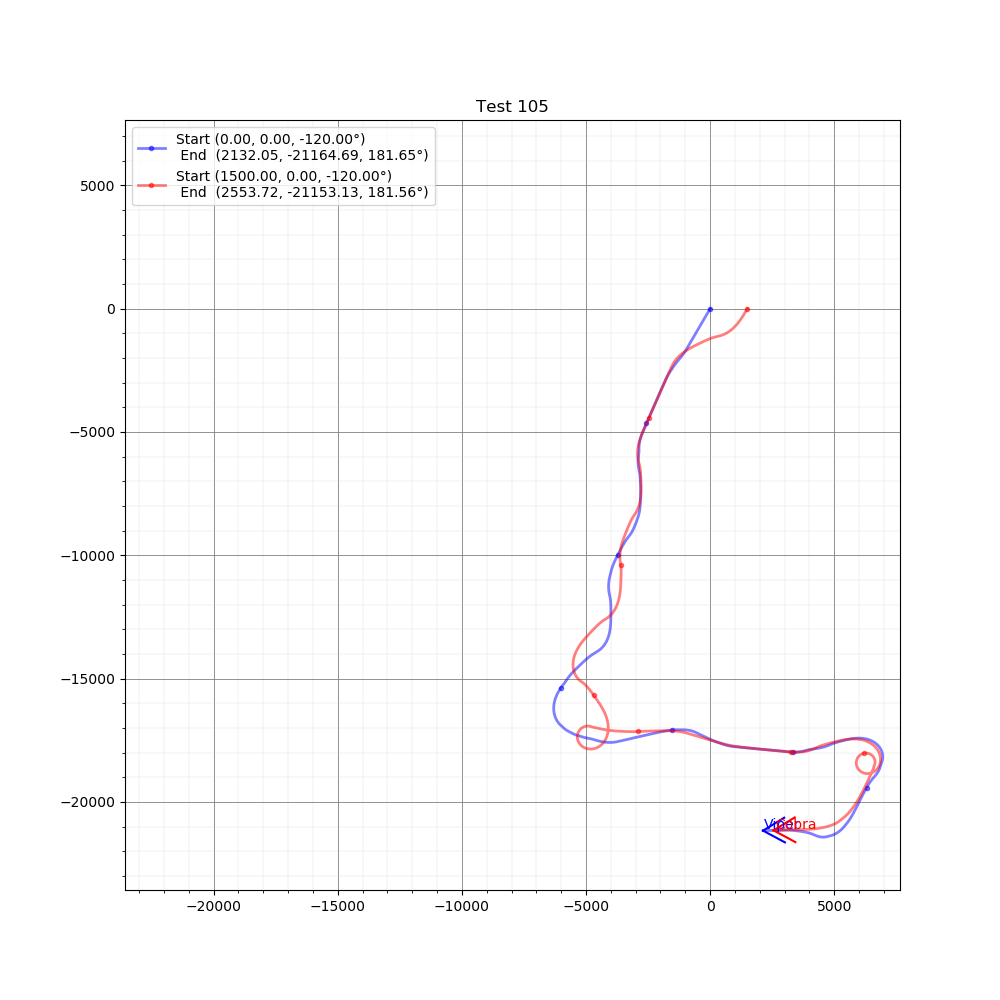 Test 105
Start (0.00, 0.00, -120.00°)
End (2132.05, -21164.69, 181.65°)
Start (1500.00, 0.00, -120.00°)
End (2553.72, -21153.13, 181.56°)
5000
0
−5000
−10000
−15000
−20000
−20000 −15000 −10000 −5000 0 5000